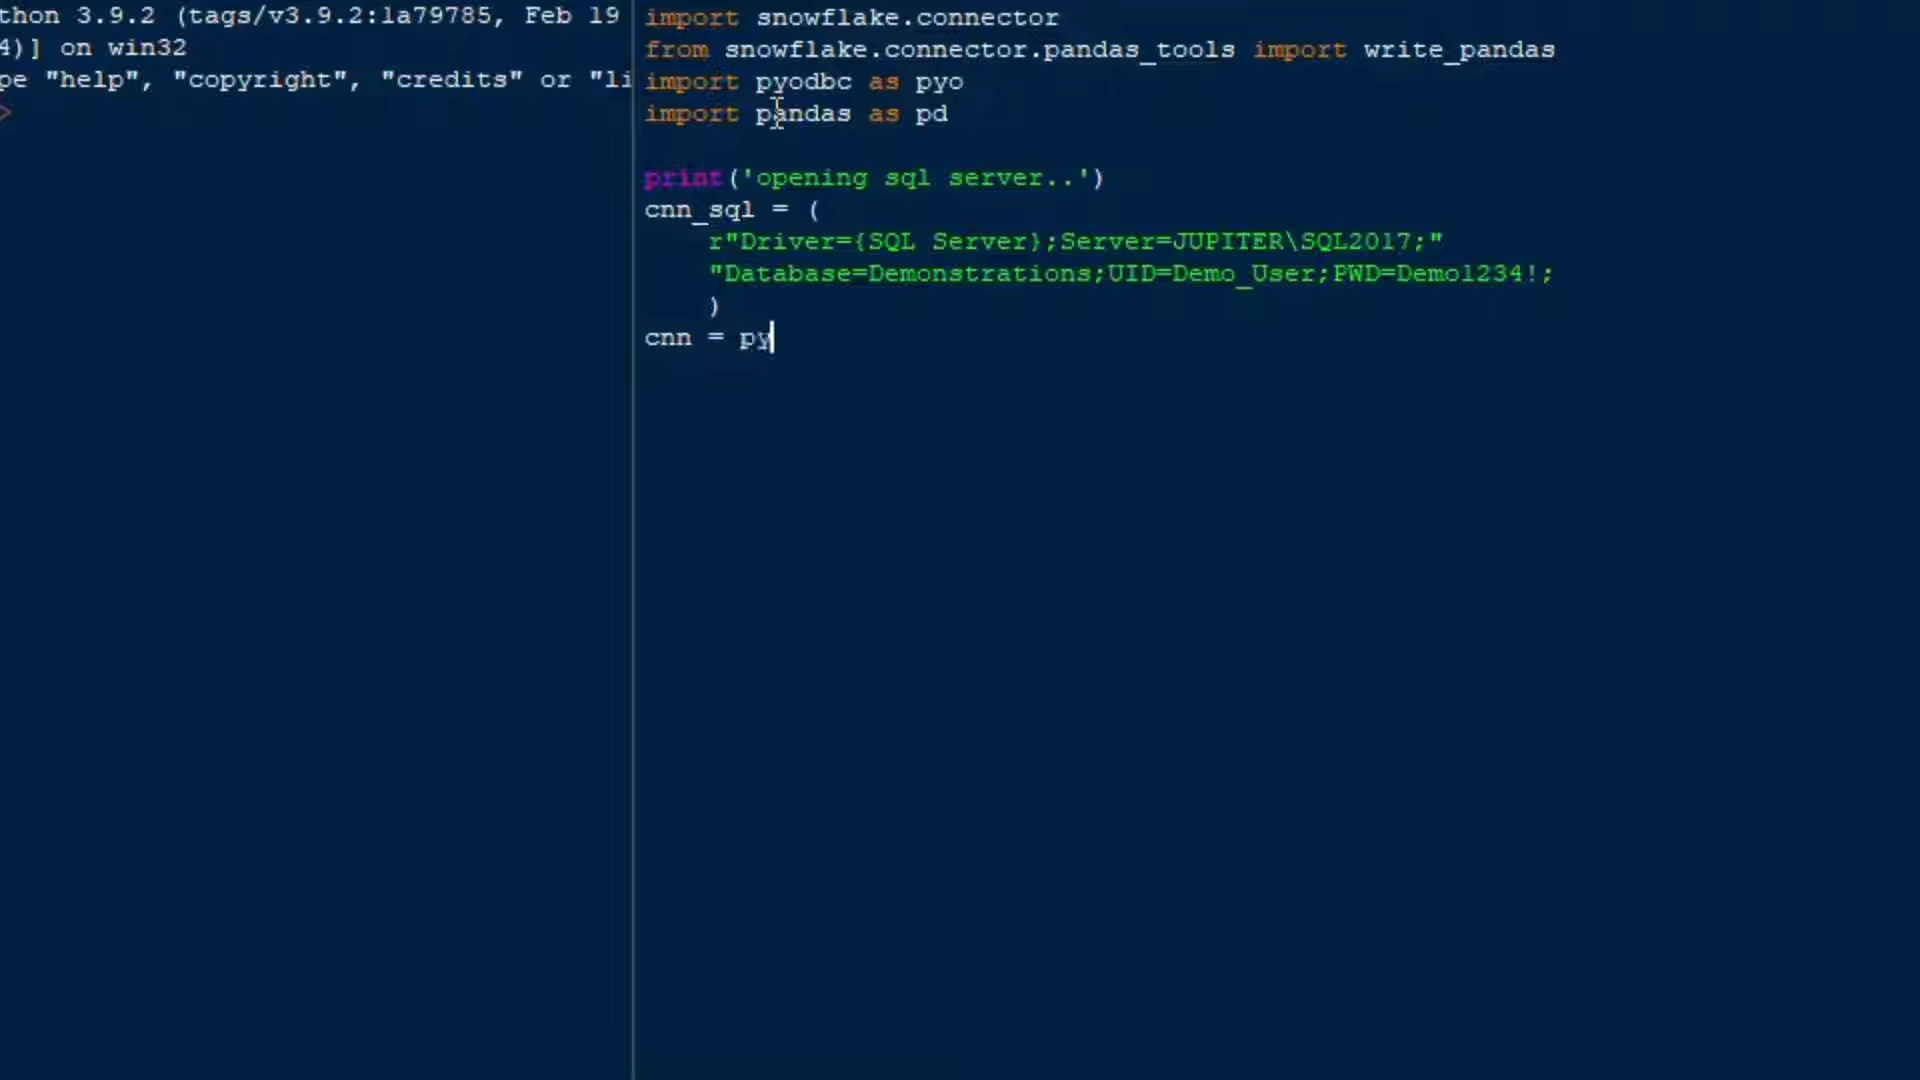 thon 3.9.2 (tags/v3.9.2:1a79785, Feb 19
4)] on win32
pe "help", "copyright", "credits" or "li
>
import snowflake.connector
from snowflake.connector.pandas_tools import write_pandas
import pyodbc as pyo
import pandas as pd
print('opening sql server..')
cnn_sql = (
r"Driver={SQL Server};Server=JUPITER\SQL2017;"
"Database=Demonstrations;UID=Demo_User;PWD=Demo1234!;
)
cnn = py